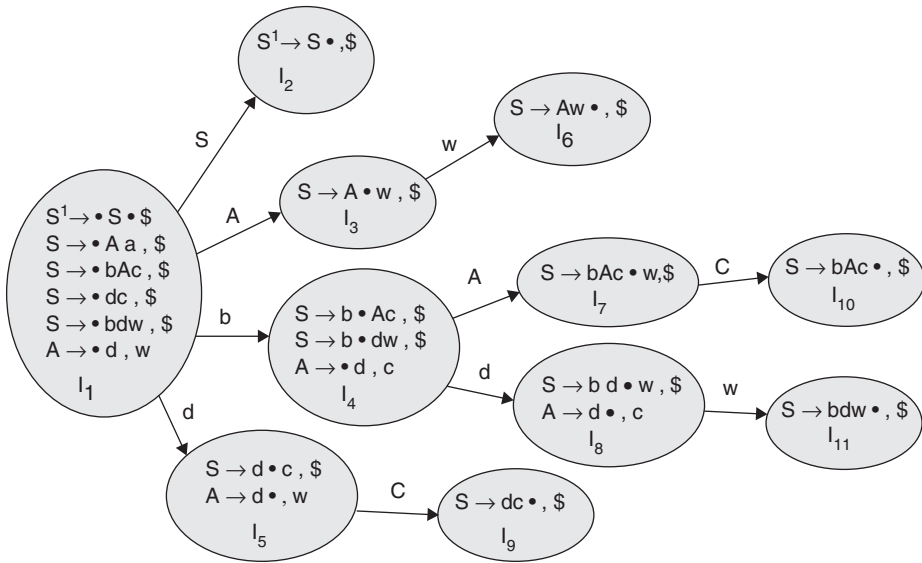 S¹ → S • ,$
I₂
S
S → Aw • , $
I₆
w
S → A • w , $
I₃
A
S¹ → • S • $
S → • A a , $
S → • bAc , $
S → • dc , $
S → • bdw , $
A → • d , w
I₁
b
S → b • Ac , $
S → b • dw , $
A → • d , c
I₄
A
S → bAc • w,$
I₇
C
S → bAc • , $
I₁₀
d
S → b d • w , $
A → d • , c
I₈
w
S → bdw • , $
I₁₁
d
S → d • c , $
A → d • , w
I₅
C
S → dc • , $
I₉